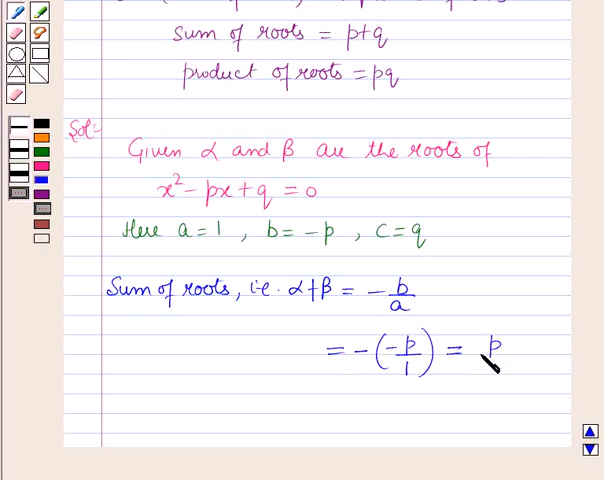 sum of roots = p+q
product of roots = pq
Sol:-
Given α and β are the roots of
x² - px + q = 0
Here a = 1 , b = -p , c = q
Sum of roots, i.e. α+β = - b/a
= - (-p/1) = p